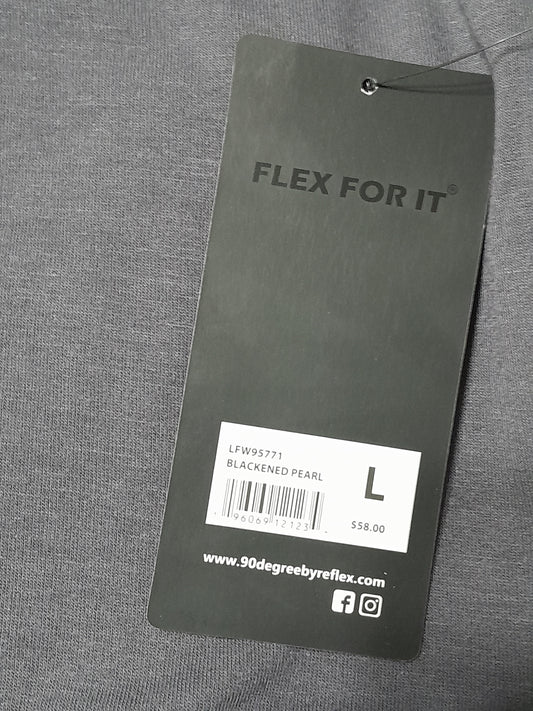 FLEX FOR IT®
LFW95771
BLACKENED PEARL
L
96069 12123
$58.00
www.90degreebyreflex.com